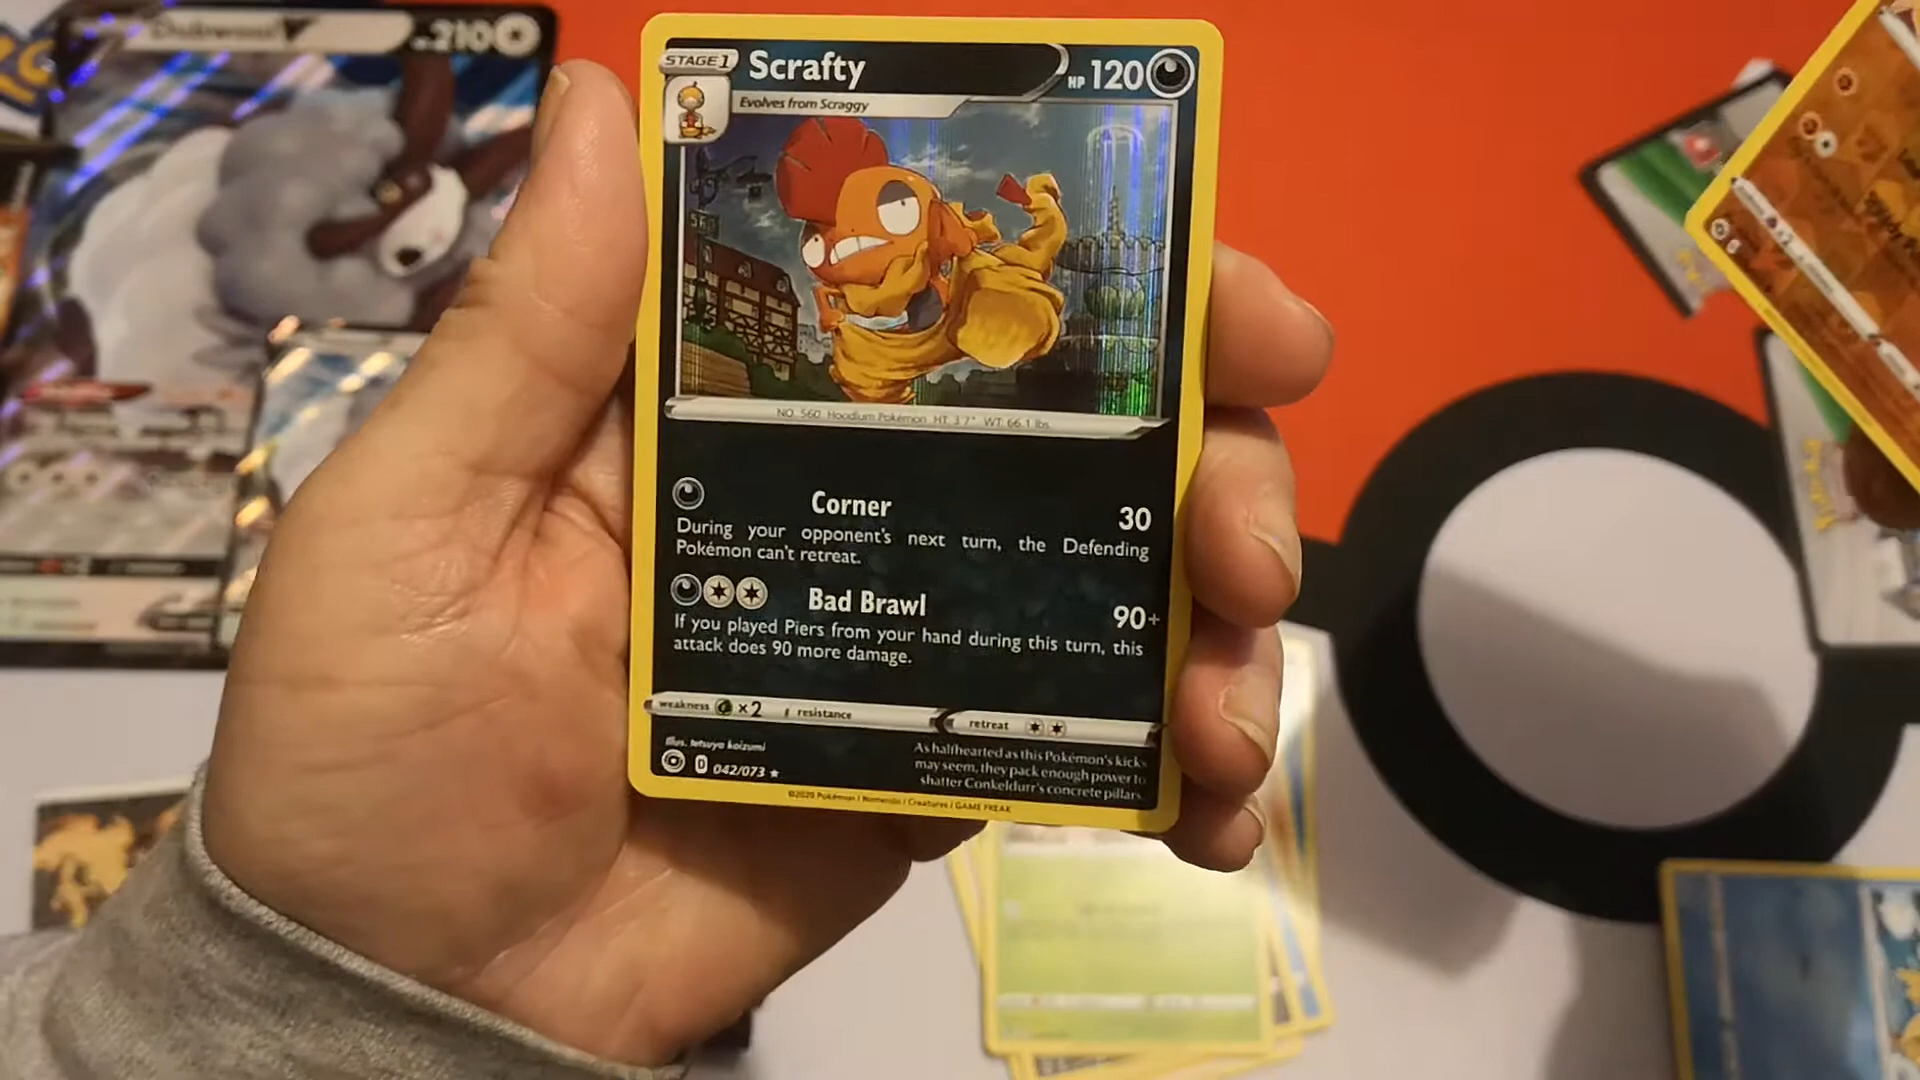 STAGE 1 Scrafty HP 120
Evolves from Scraggy
NO. 560 Hoodlum Pokémon HT. 3'7" WT. 66.1 lbs.
Corner 30
During your opponent's next turn, the Defending
Pokémon can't retreat.
Bad Brawl 90+
If you played Piers from your hand during this turn, this
attack does 90 more damage.
weakness ×2 resistance retreat
Illus. tetsuya koizumi
D 042/073
As halfhearted as this Pokémon's kicks
may seem, they pack enough power to
shatter Conkeldurr's concrete pillars.
©2020 Pokémon / Nintendo / Creatures / GAME FREAK
210